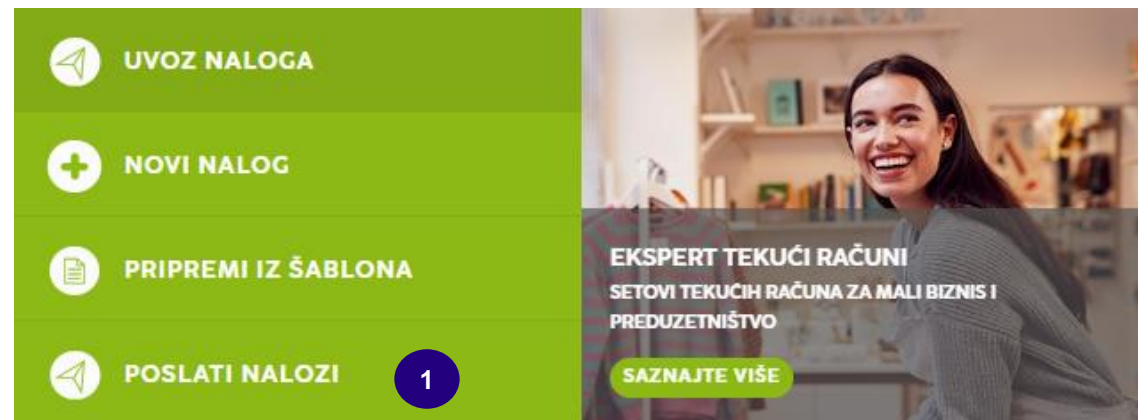 UVOZ NALOGA
NOVI NALOG
PRIPREMI IZ ŠABLONA
POSLATI NALOZI
1
EKSPERT TEKUĆI RAČUNI
SETOVI TEKUĆIH RAČUNA ZA MALI BIZNIS I
PREDUZETNIŠTVO
SAZNAJTE VIŠE